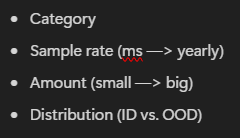 • Category
• Sample rate (ms —> yearly)
• Amount (small —> big)
• Distribution (ID vs. OOD)